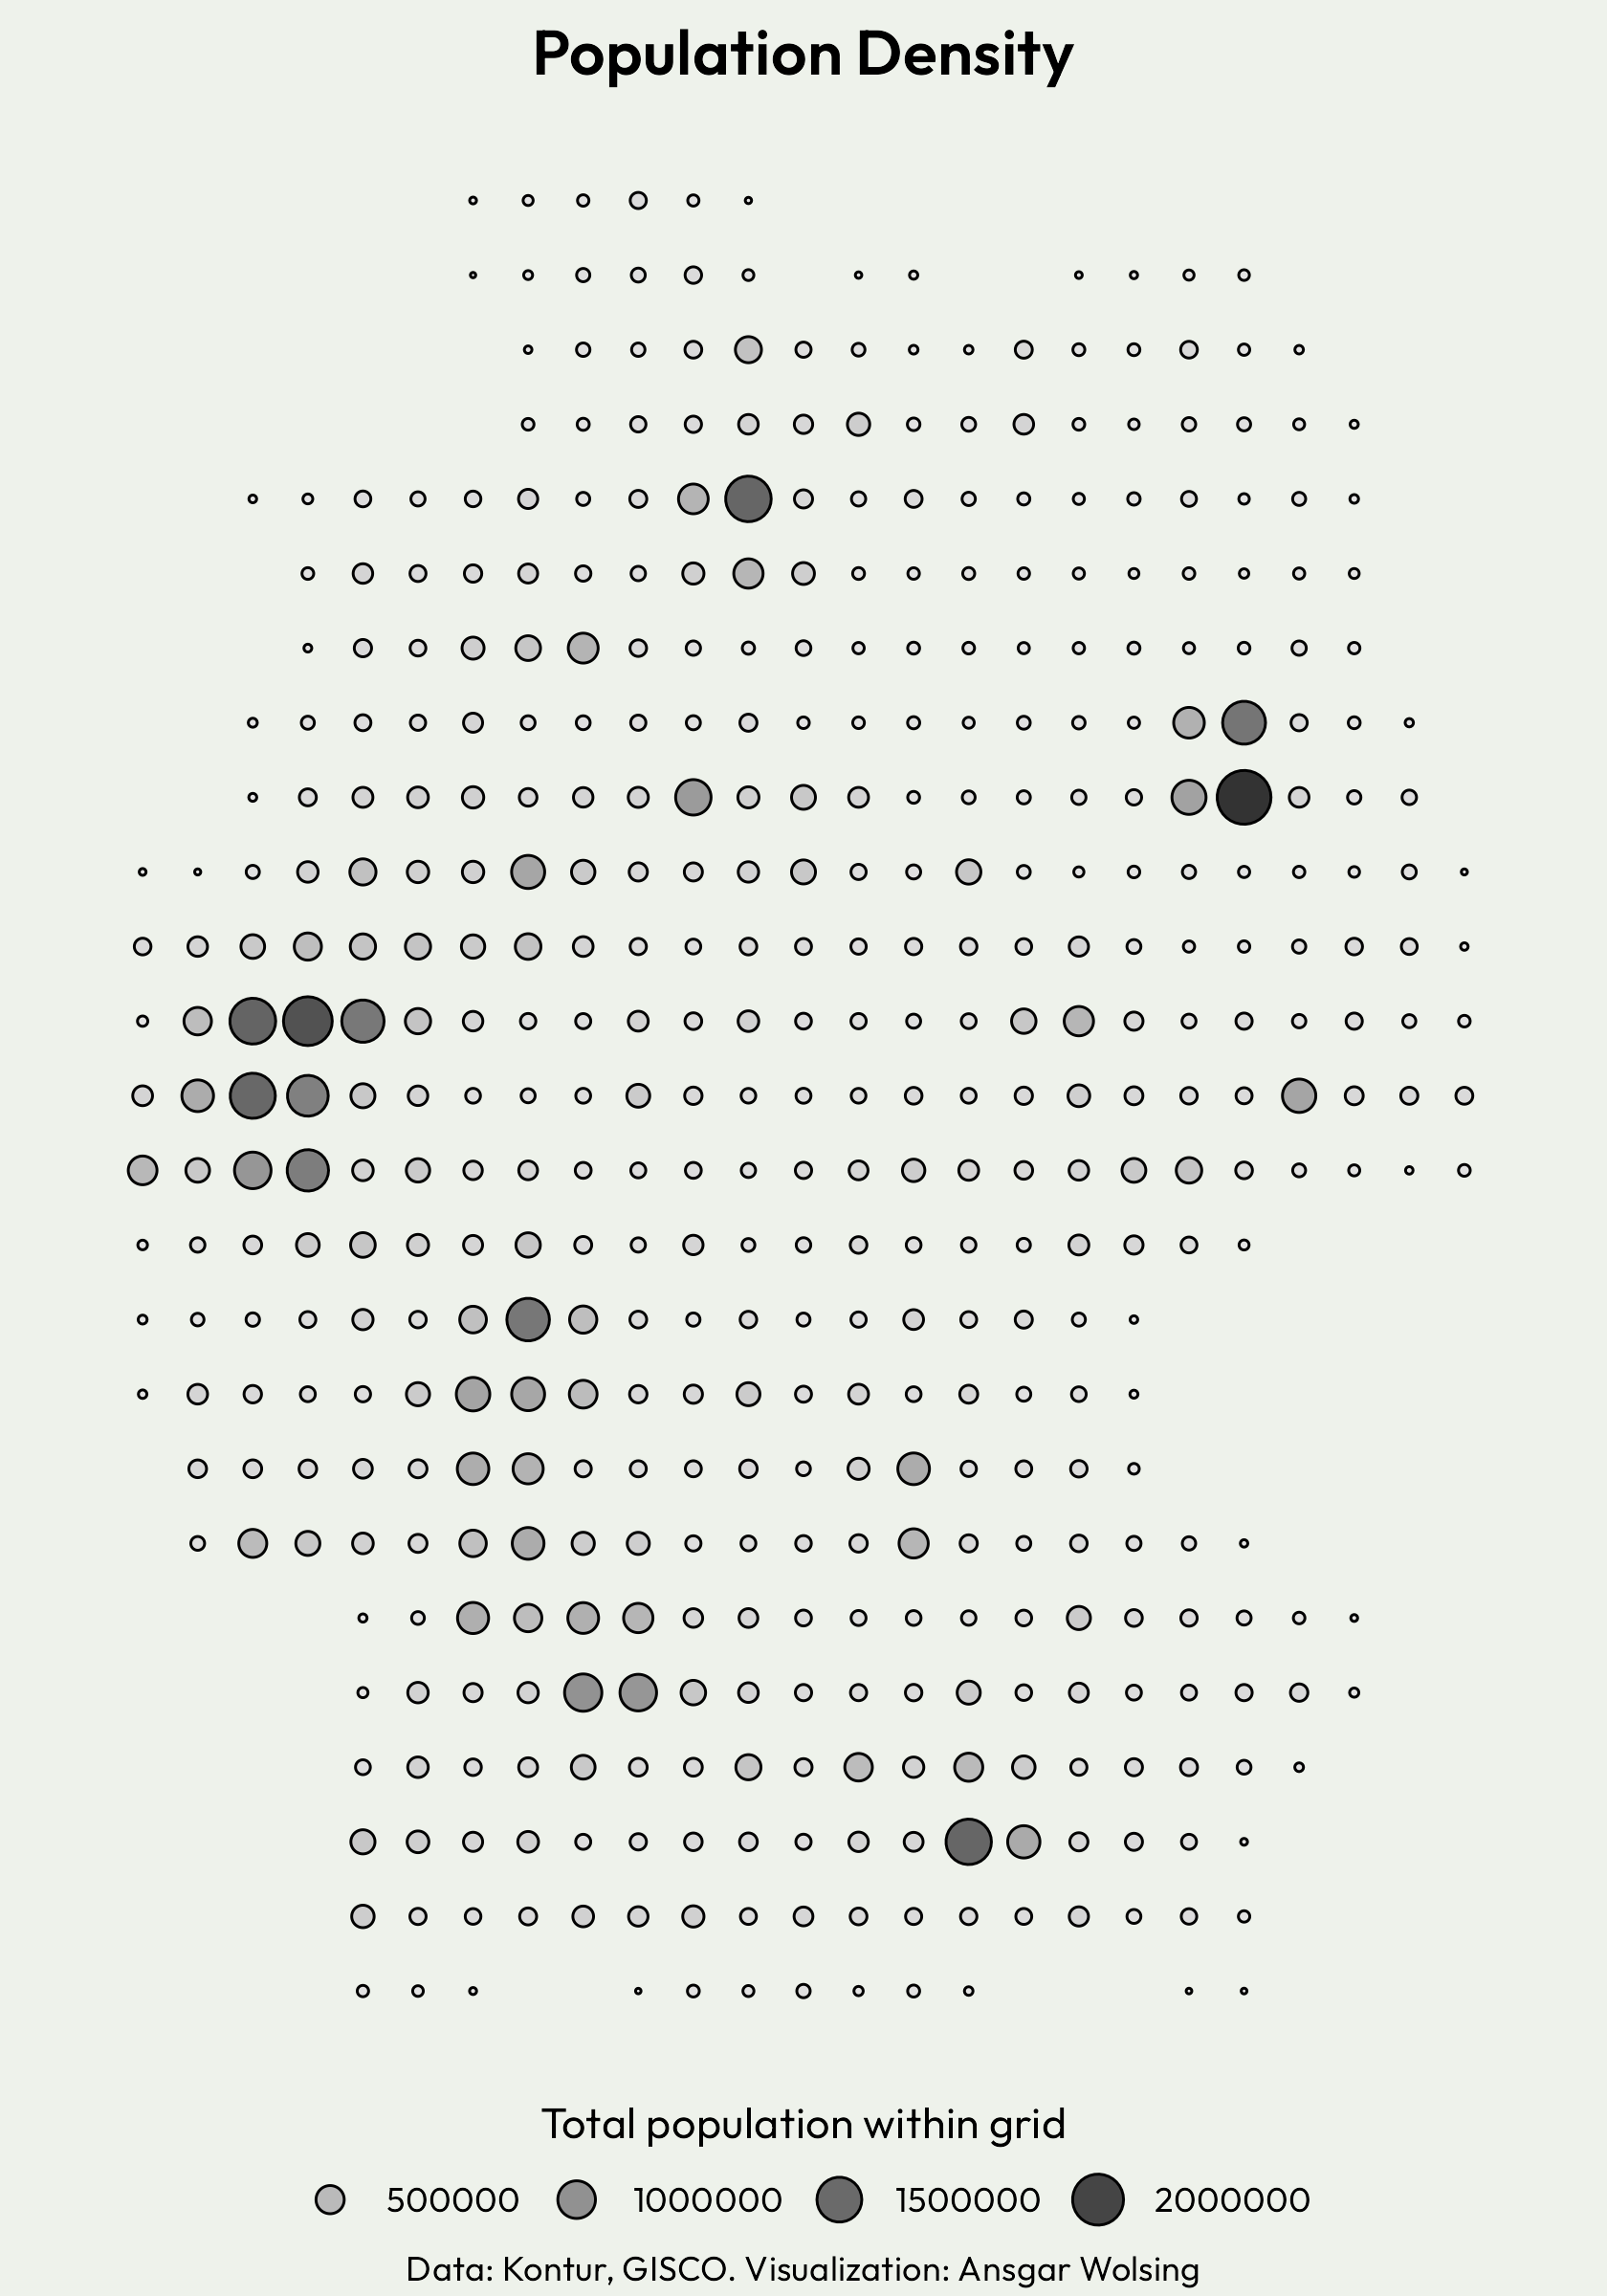 Population Density
Total population within grid
500000 1000000 1500000 2000000
Data: Kontur, GISCO. Visualization: Ansgar Wolsing